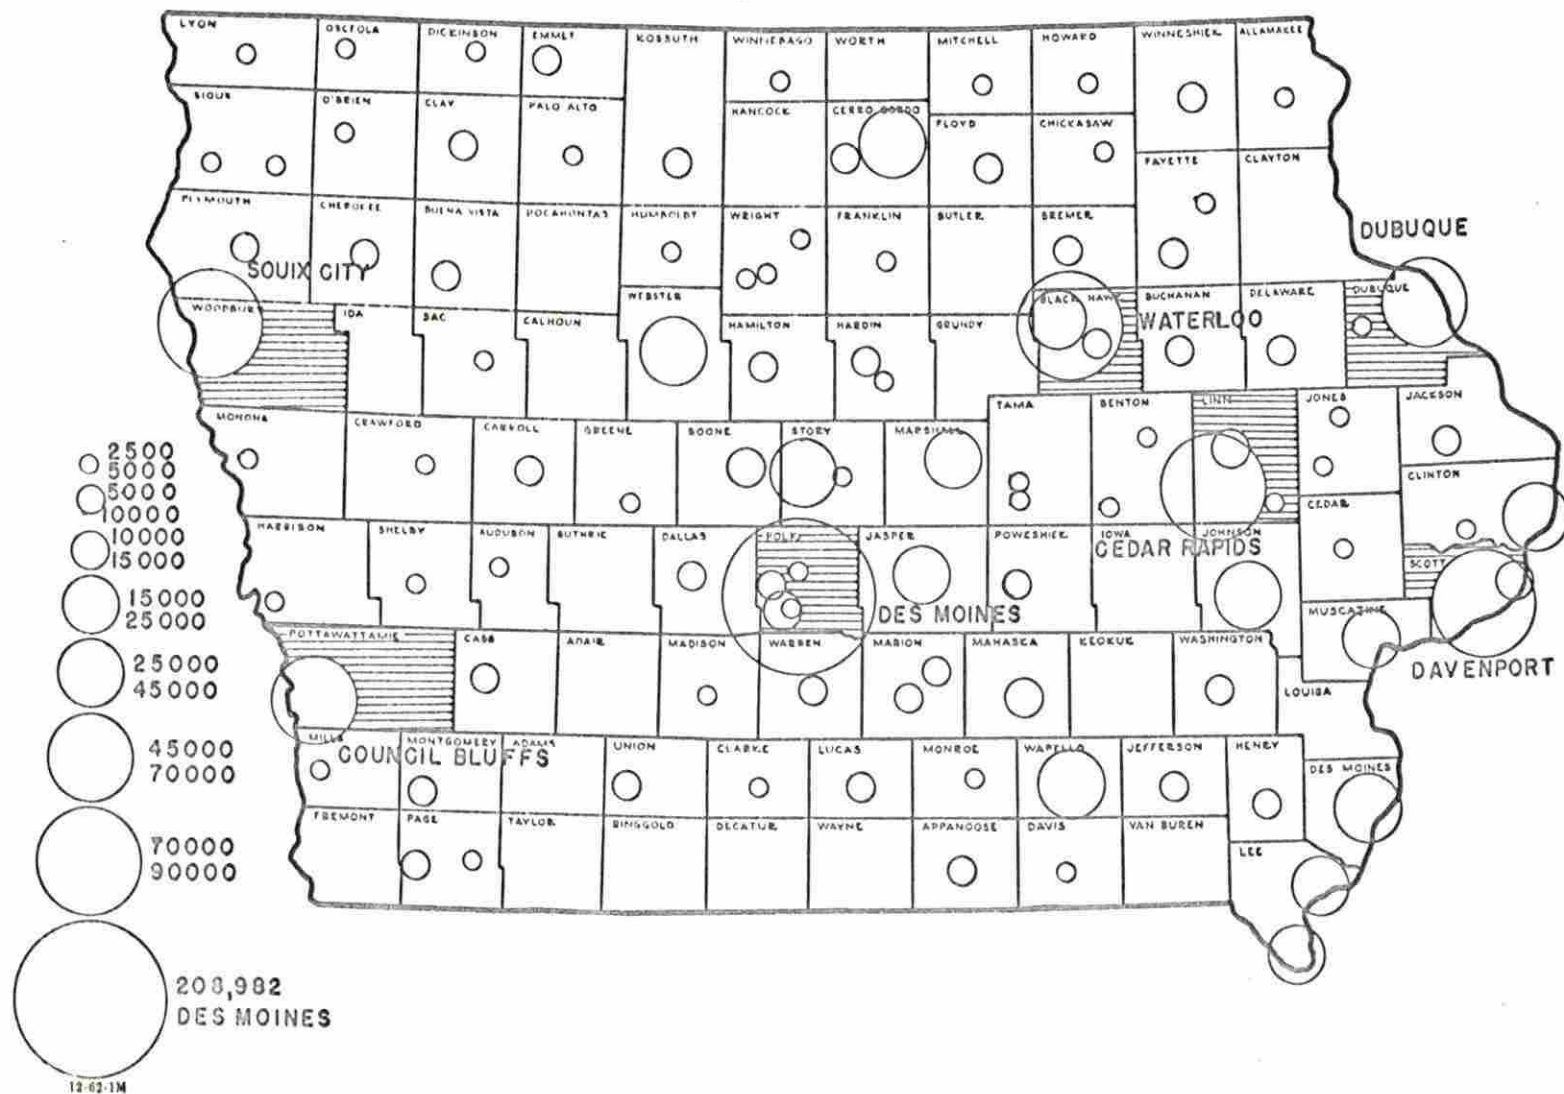 LYON
OSCEOLA
DICKINSON
EMMET
KOSSUTH
WINNEBAGO
WORTH
MITCHELL
HOWARD
WINNESHIEK
ALLAMAKEE
SIOUX
O'BRIEN
CLAY
PALO ALTO
HANCOCK
CERRO GORDO
FLOYD
CHICKASAW
FAYETTE
CLAYTON
PLYMOUTH
CHEROKEE
BUENA VISTA
POCAHONTAS
HUMBOLDT
WRIGHT
FRANKLIN
BUTLER
BREMER
DUBUQUE
SOUIX CITY
WOODBURY
IDA
SAC
CALHOUN
WEBSTER
HAMILTON
HARDIN
GRUNDY
BLACK HAWK
BUCHANAN
DELAWARE
DUBUQUE
WATERLOO
MONONA
CRAWFORD
CARROLL
GREENE
BOONE
STORY
MARSHALL
TAMA
BENTON
LINN
JONES
JACKSON
CLINTON
CEDAR
HARRISON
SHELBY
AUDUBON
GUTHRIE
DALLAS
POLK
JASPER
POWESHIEK
IOWA
JOHNSON
CEDAR RAPIDS
SCOTT
DES MOINES
MUSCATINE
DAVENPORT
POTTAWATTAMIE
CASS
ADAIR
MADISON
WARREN
MARION
MAHASKA
KEOKUK
WASHINGTON
LOUISA
MILLS
MONTGOMERY
ADAMS
UNION
CLARKE
LUCAS
MONROE
WAPELLO
JEFFERSON
HENRY
DES MOINES
COUNCIL BLUFFS
FREMONT
PAGE
TAYLOR
RINGGOLD
DECATUR
WAYNE
APPANOOSE
DAVIS
VAN BUREN
LEE
2500
5000
5000
10000
10000
15000
15000
25000
25000
45000
45000
70000
70000
90000
208,982
DES MOINES
12-62-1M